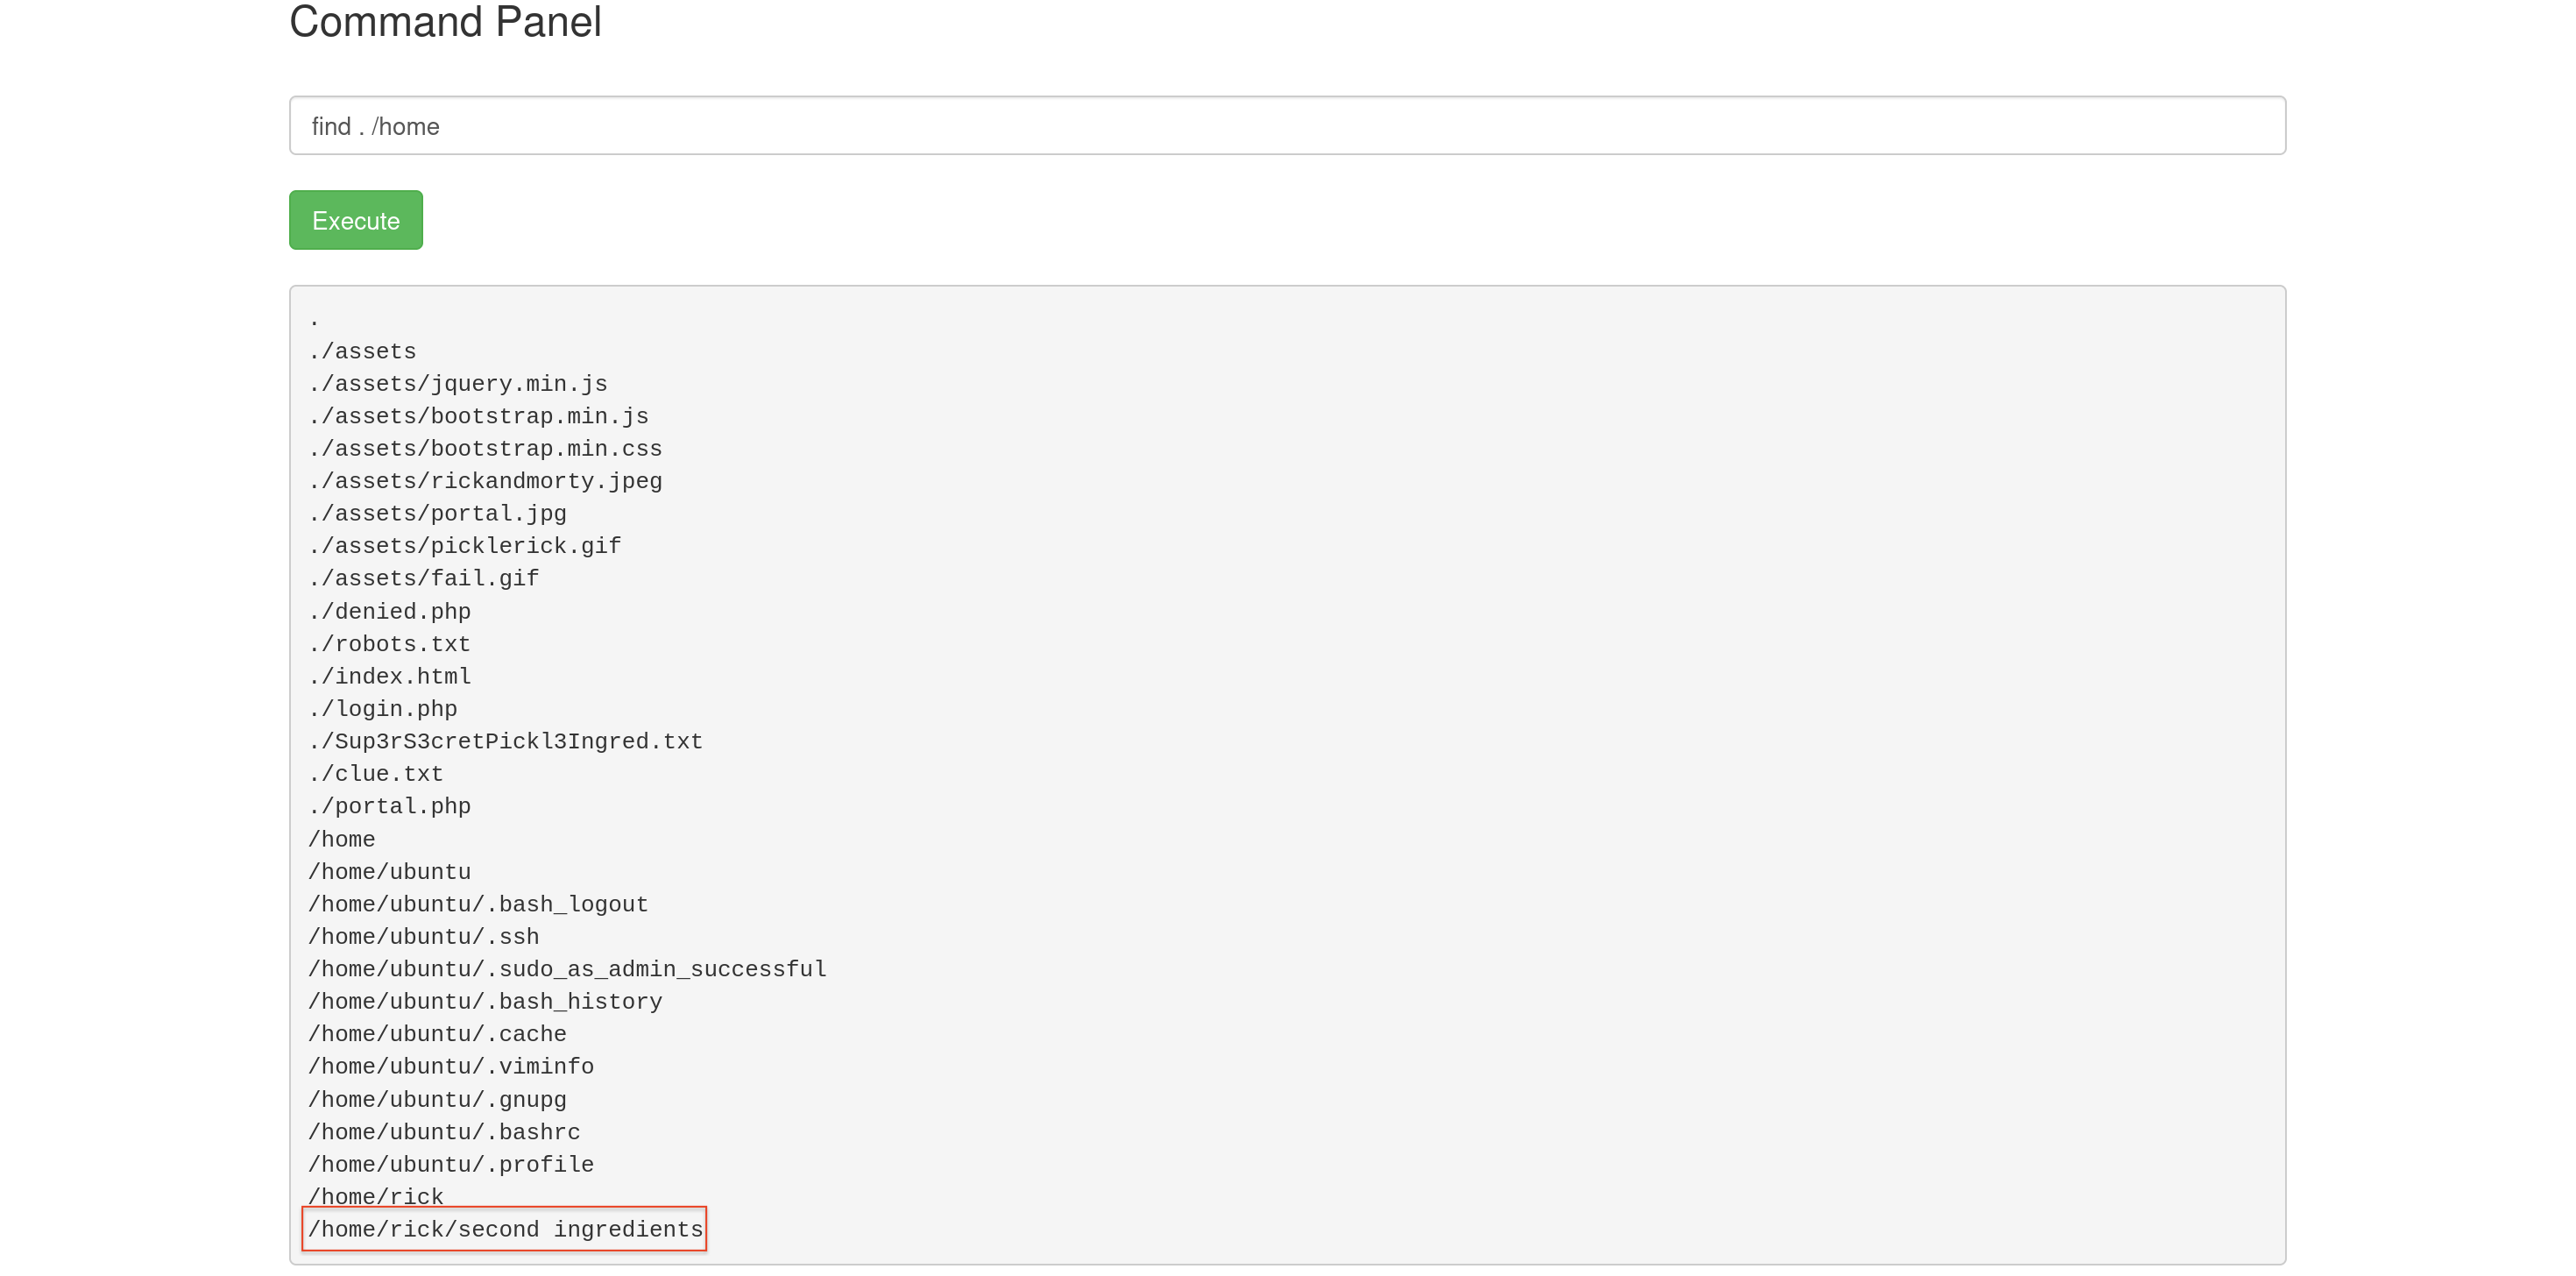 Command Panel
find . /home
Execute
.
./assets
./assets/jquery.min.js
./assets/bootstrap.min.js
./assets/bootstrap.min.css
./assets/rickandmorty.jpeg
./assets/portal.jpg
./assets/picklerick.gif
./assets/fail.gif
./denied.php
./robots.txt
./index.html
./login.php
./Sup3rS3cretPickl3Ingred.txt
./clue.txt
./portal.php
/home
/home/ubuntu
/home/ubuntu/.bash_logout
/home/ubuntu/.ssh
/home/ubuntu/.sudo_as_admin_successful
/home/ubuntu/.bash_history
/home/ubuntu/.cache
/home/ubuntu/.viminfo
/home/ubuntu/.gnupg
/home/ubuntu/.bashrc
/home/ubuntu/.profile
/home/rick
/home/rick/second ingredients